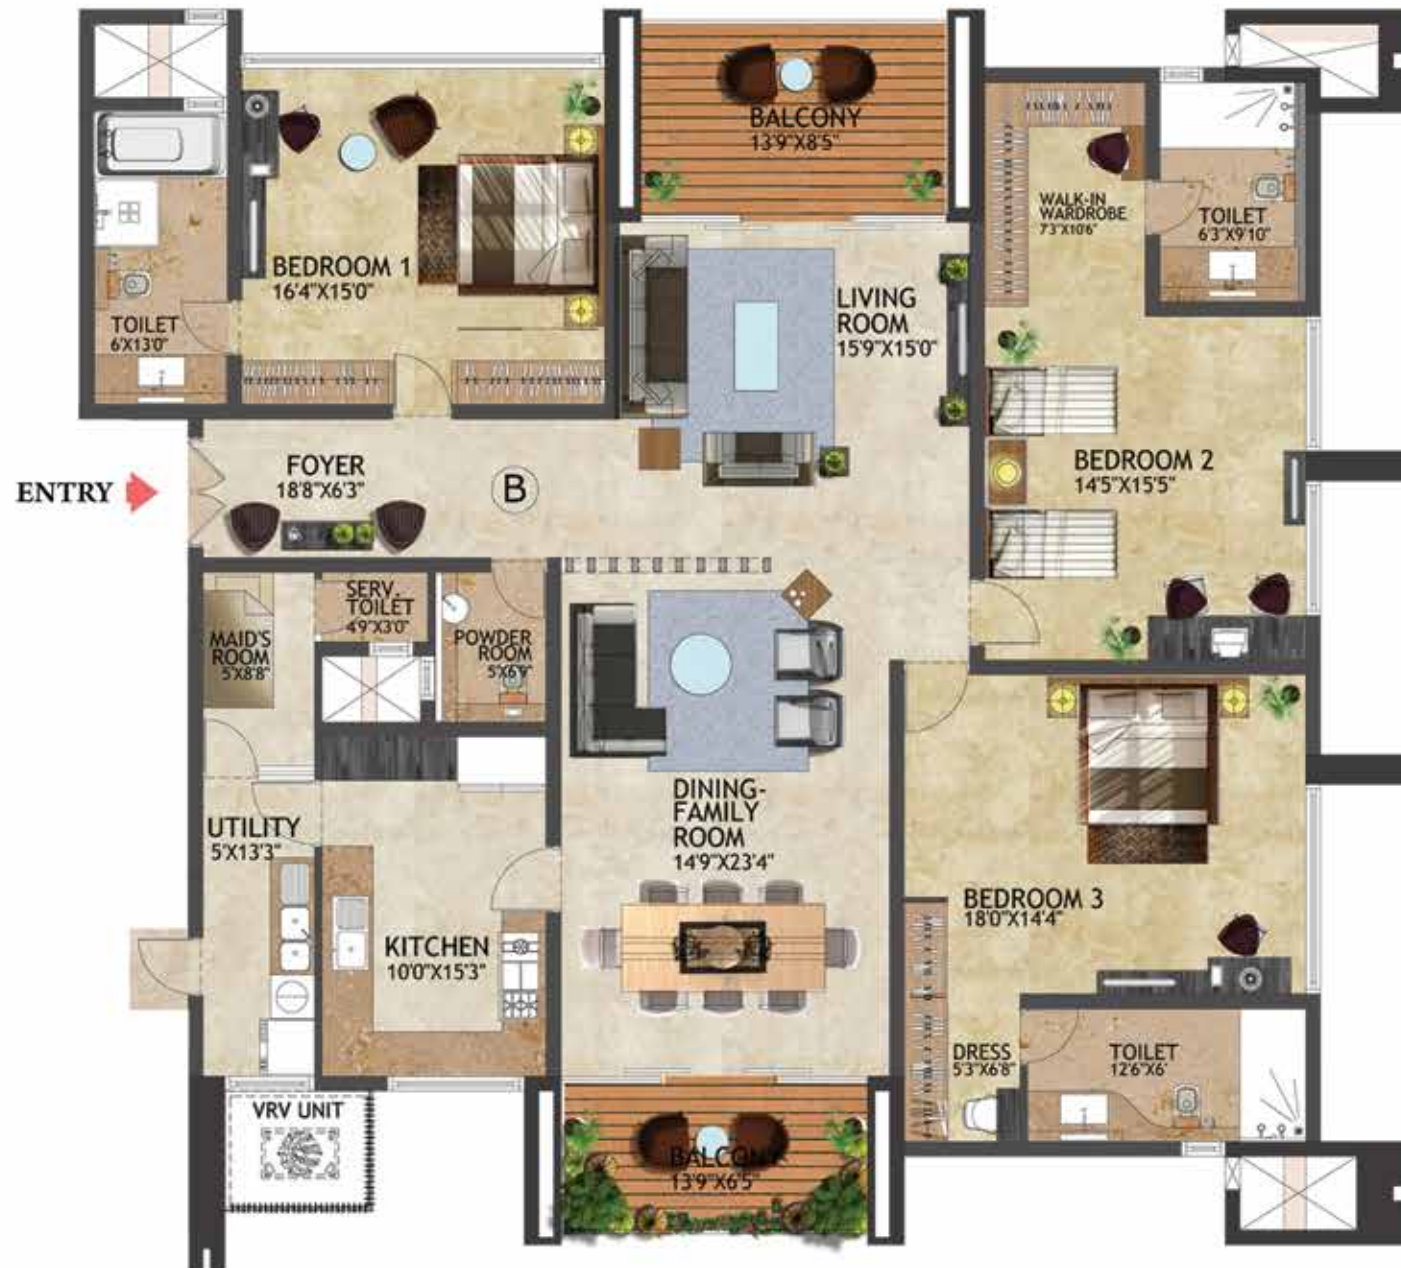 BALCONY
13'9"X8'5"
BEDROOM 1
16'4"X15'0"
TOILET
6'X13'0"
LIVING
ROOM
15'9"X15'0"
WALK-IN
WARDROBE
7'3"X10'6"
TOILET
6'3"X9'10"
ENTRY
FOYER
18'8"X6'3"
B
BEDROOM 2
14'5"X15'5"
SERV.
TOILET
4'9"X3'0"
MAID'S
ROOM
5'X8'8"
POWDER
ROOM
5'X6'9"
DINING-
FAMILY
ROOM
14'9"X23'4"
UTILITY
5'X13'3"
KITCHEN
10'0"X15'3"
BEDROOM 3
18'0"X14'4"
DRESS
5'3"X6'8"
TOILET
12'6"X6'
VRV UNIT
BALCONY
13'9"X6'5"